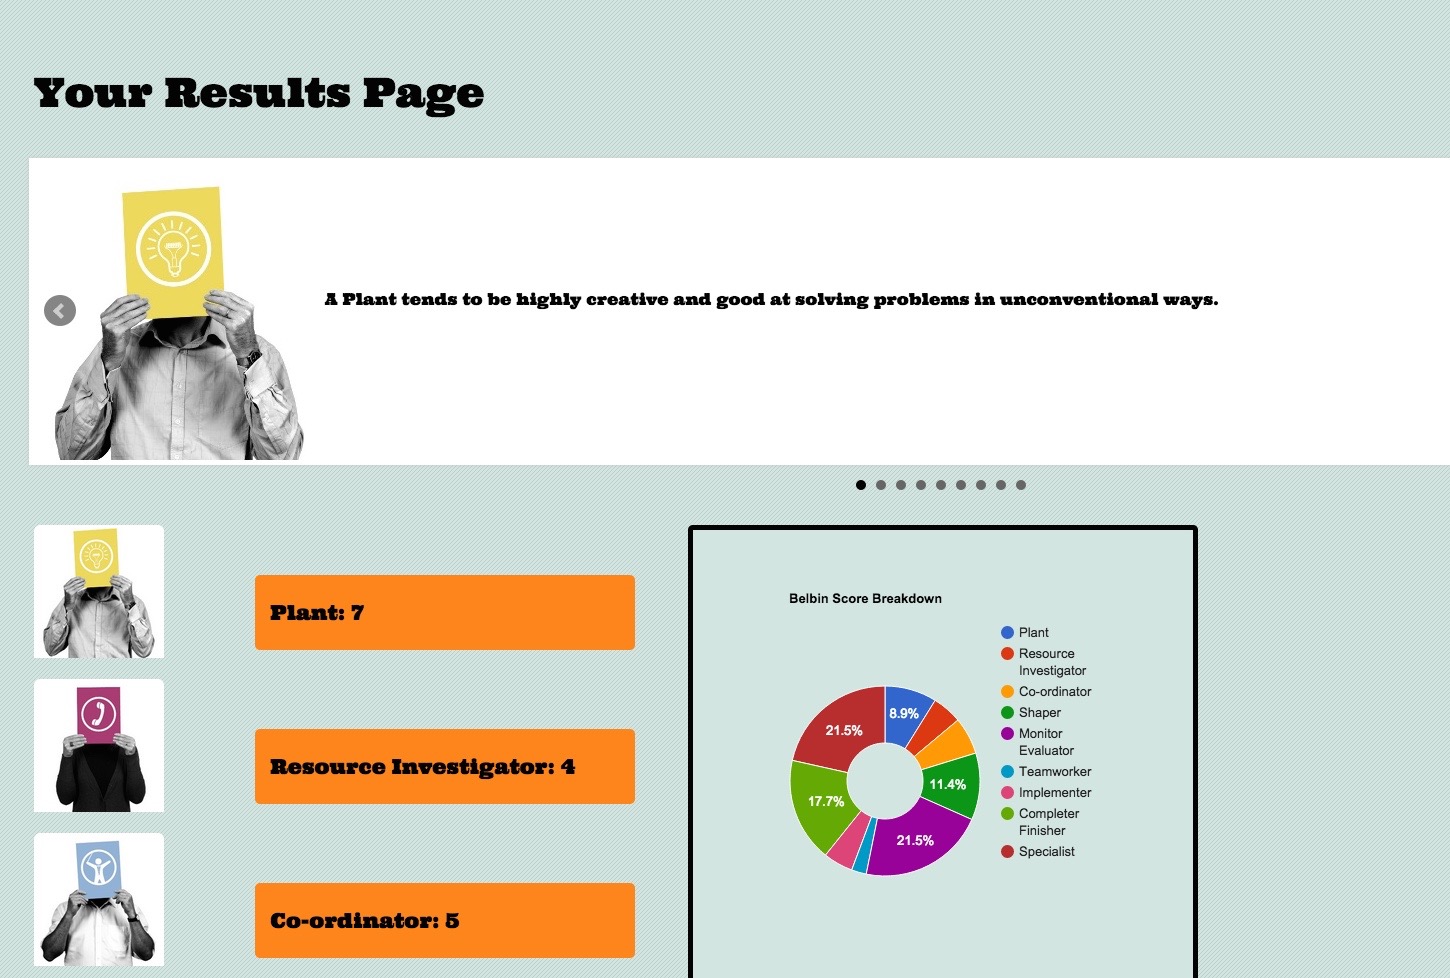 Your Results Page
A Plant tends to be highly creative and good at solving problems in unconventional ways.
Plant: 7
Resource Investigator: 4
Co-ordinator: 5
Belbin Score Breakdown
Plant
Resource
Investigator
Co-ordinator
Shaper
Monitor
Evaluator
Teamworker
Implementer
Completer
Finisher
Specialist
8.9%
11.4%
21.5%
17.7%
21.5%